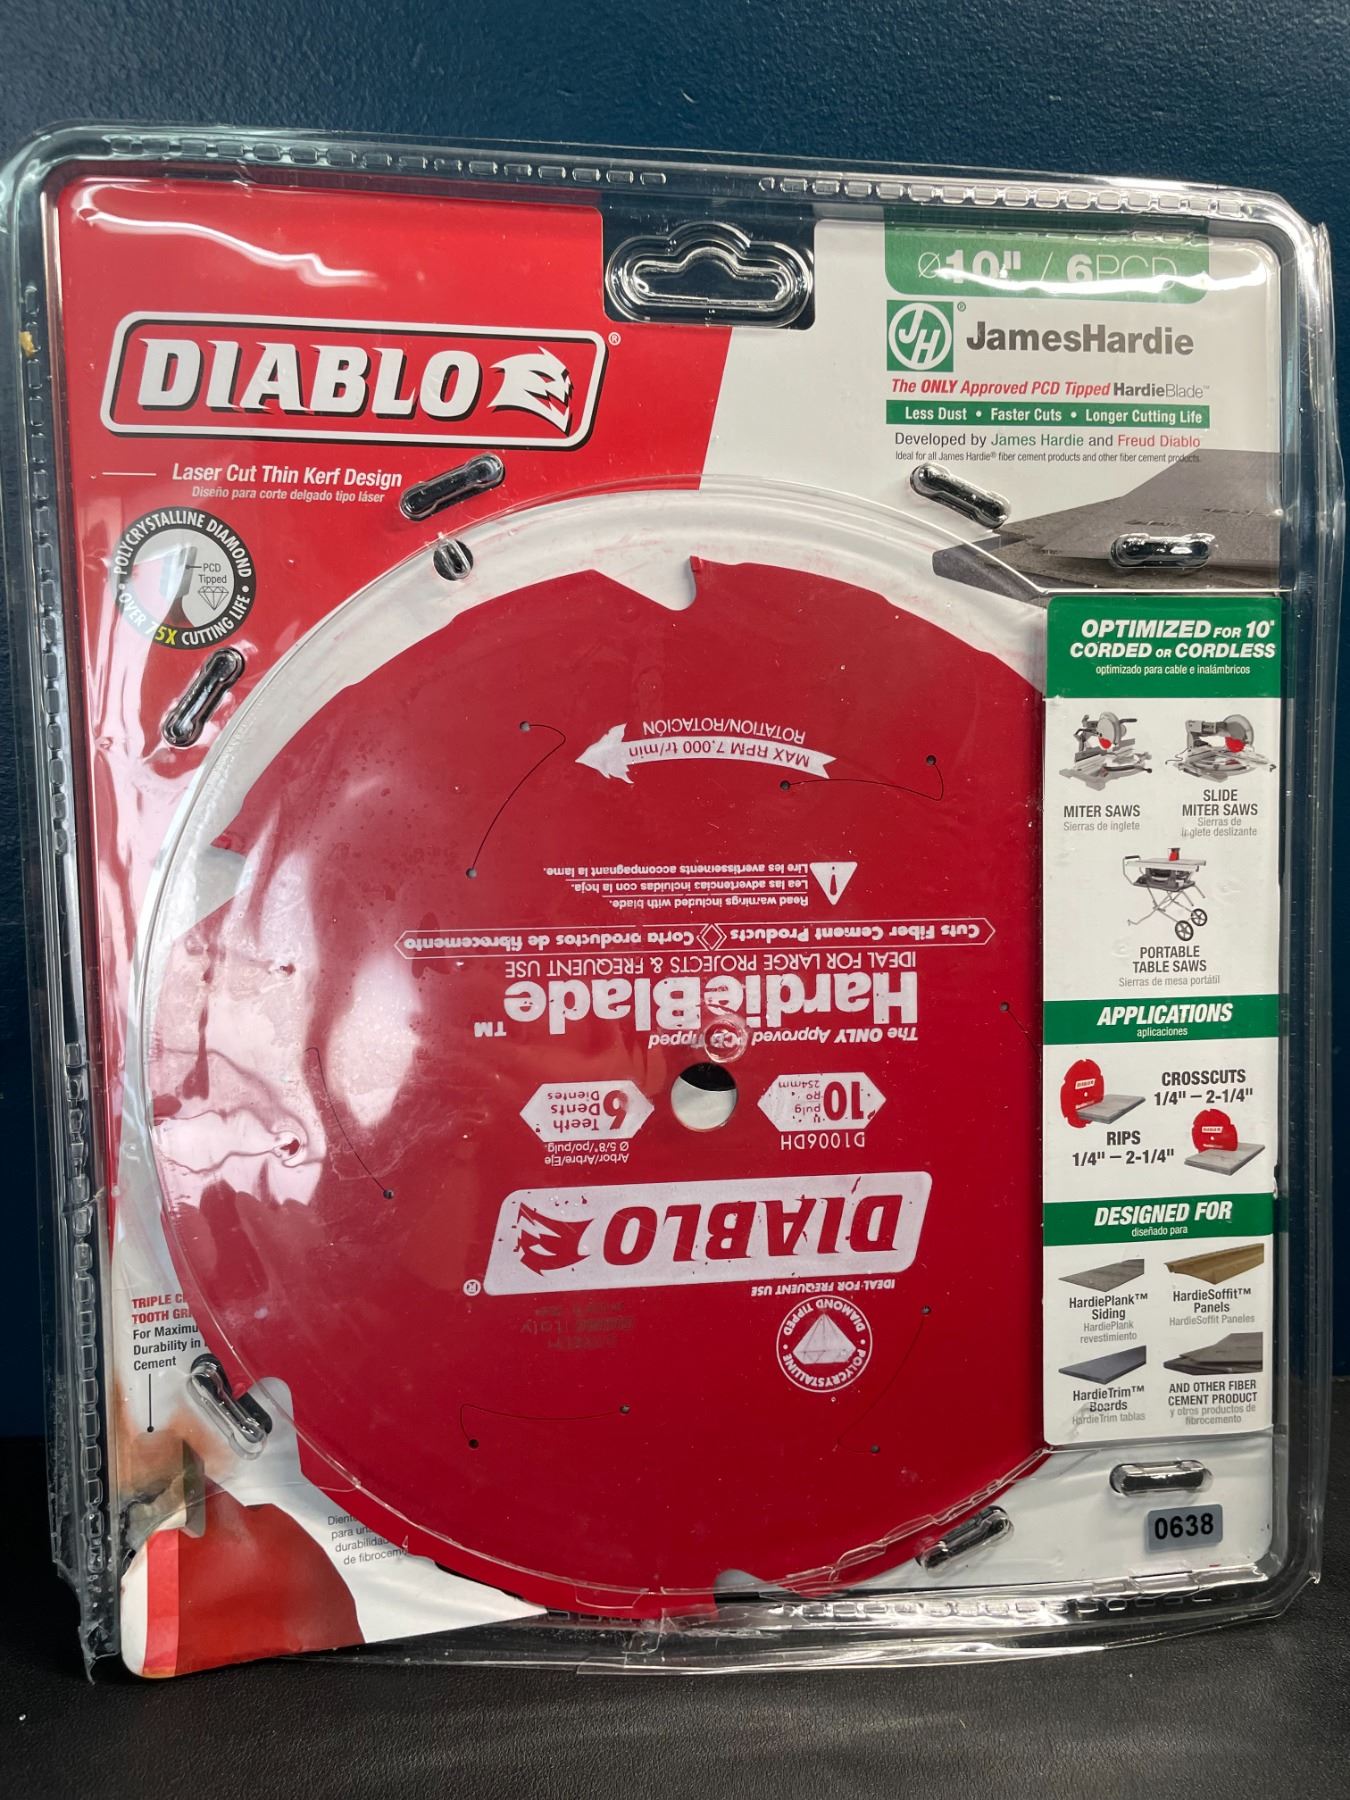 DIABLO®
Laser Cut Thin Kerf Design
Diseño para corte delgado tipo láser
POLYCRYSTALLINE DIAMOND
PCD
Tipped
OVER 75X CUTTING LIFE
Ø10" / 6PCD
JH® JamesHardie
The ONLY Approved PCD Tipped HardieBlade™
Less Dust • Faster Cuts • Longer Cutting Life
Developed by James Hardie and Freud Diablo
Ideal for all James Hardie® fiber cement products and other fiber cement products.
OPTIMIZED FOR 10"
CORDED OR CORDLESS
optimizado para cable e inalámbricos
MITER SAWS
Sierras de inglete
SLIDE
MITER SAWS
Sierras de
inglete deslizante
PORTABLE
TABLE SAWS
Sierras de mesa portátil
APPLICATIONS
aplicaciones
CROSSCUTS
1/4" – 2-1/4"
RIPS
1/4" – 2-1/4"
DESIGNED FOR
diseñado para
HardiePlank™
Siding
HardiePlank
revestimiento
HardieSoffit™
Panels
HardieSoffit Paneles
HardieTrim™
Boards
HardieTrim tablas
AND OTHER FIBER
CEMENT PRODUCT
y otros productos de
fibrocemento
0638
POLYCRYSTALLINE • DIAMOND TIPPED
IDEAL FOR FREQUENT USE
DIABLO®
D1006DH
10 "
pulg
po
254mm
Arbor/Arbre/Eje
Ø 5/8"/po/pulg.
6 Teeth
Dents
Dientes
The ONLY Approved PCD Tipped
HardieBlade™
IDEAL FOR LARGE PROJECTS & FREQUENT USE
Cuts Fiber Cement Products Corta productos de fibrocemento
Read warnings included with blade.
Lea las advertencias incluidas con la hoja.
Lire les avertissements accompagnant la lame.
MAX RPM 7,000 tr/min
ROTATION/ROTACIÓN
TRIPLE
TOOTH
For
Durability in
Cement
para
de